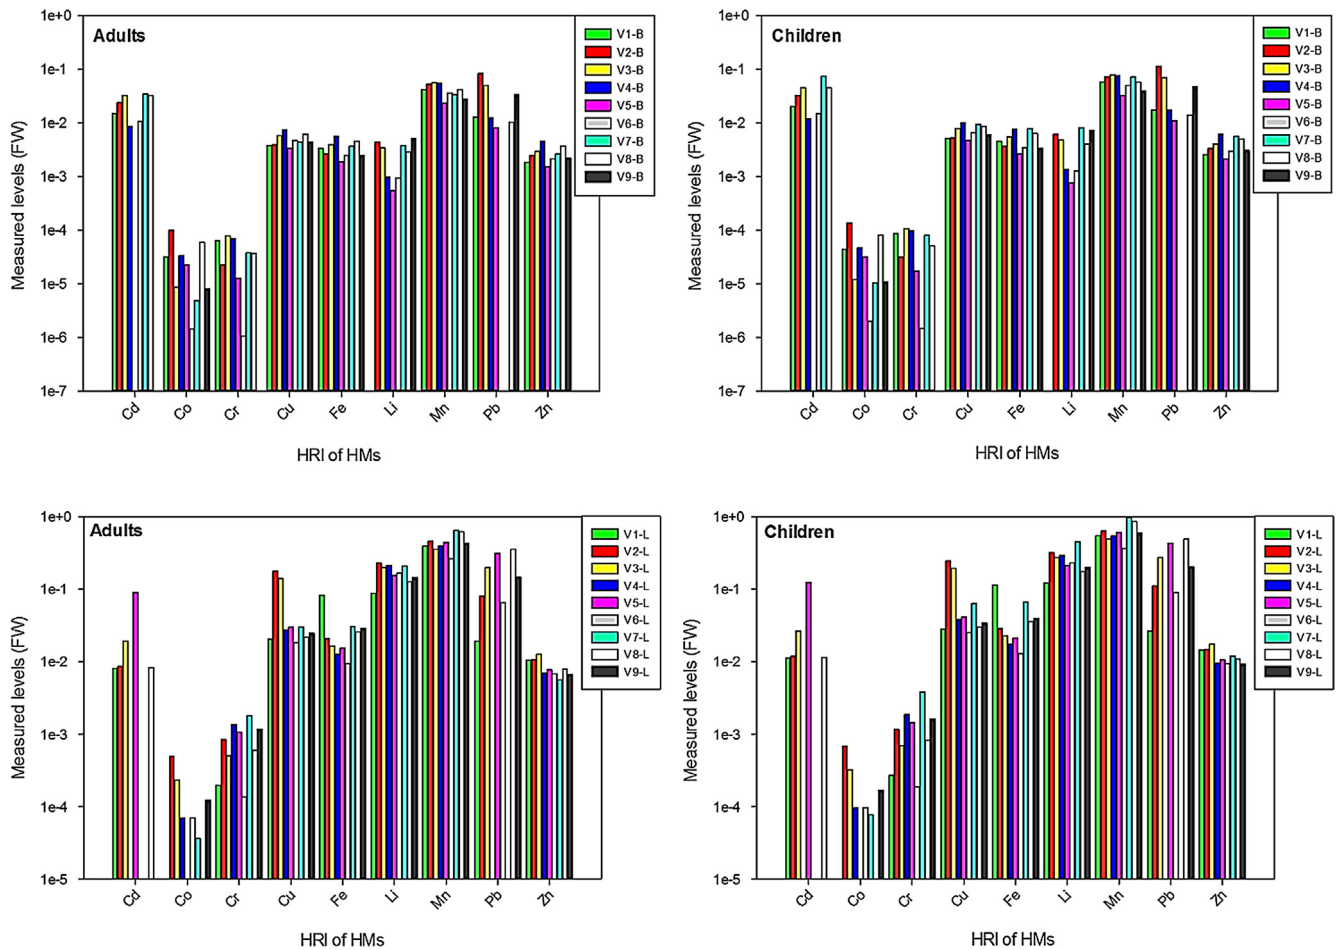 Adults
Measured levels (FW)
1e+0
1e-1
1e-2
1e-3
1e-4
1e-5
1e-6
1e-7
V1-B
V2-B
V3-B
V4-B
V5-B
V6-B
V7-B
V8-B
V9-B
Cd Co Cr Cu Fe Li Mn Pb Zn
HRI of HMs
Children
Measured levels (FW)
1e+0
1e-1
1e-2
1e-3
1e-4
1e-5
1e-6
1e-7
V1-B
V2-B
V3-B
V4-B
V5-B
V6-B
V7-B
V8-B
V9-B
Cd Co Cr Cu Fe Li Mn Pb Zn
HRI of HMs
Adults
Measured levels (FW)
1e+0
1e-1
1e-2
1e-3
1e-4
1e-5
V1-L
V2-L
V3-L
V4-L
V5-L
V6-L
V7-L
V8-L
V9-L
Cd Co Cr Cu Fe Li Mn Pb Zn
HRI of HMs
Children
Measured levels (FW)
1e+0
1e-1
1e-2
1e-3
1e-4
1e-5
V1-L
V2-L
V3-L
V4-L
V5-L
V6-L
V7-L
V8-L
V9-L
Cd Co Cr Cu Fe Li Mn Pb Zn
HRI of HMs